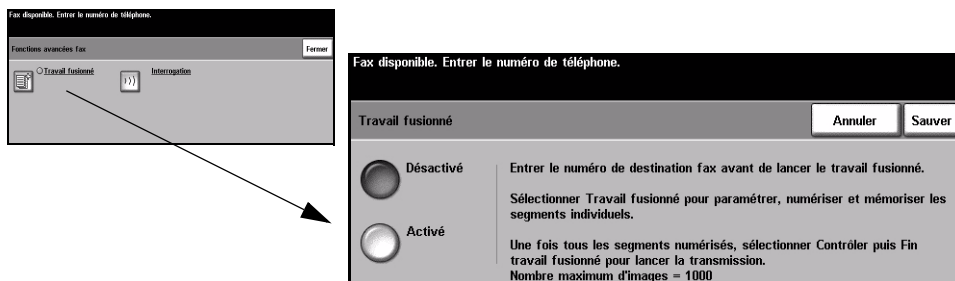 Fax disponible. Entrer le numéro de téléphone.
Fonctions avancées fax
Fermer
Travail fusionné
Interrogation
Fax disponible. Entrer le numéro de téléphone.
Travail fusionné
Annuler
Sauver
Désactivé
Activé
Entrer le numéro de destination fax avant de lancer le travail fusionné.
Sélectionner Travail fusionné pour paramétrer, numériser et mémoriser les
segments individuels.
Une fois tous les segments numérisés, sélectionner Contrôler puis Fin
travail fusionné pour lancer la transmission.
Nombre maximum d'images = 1000